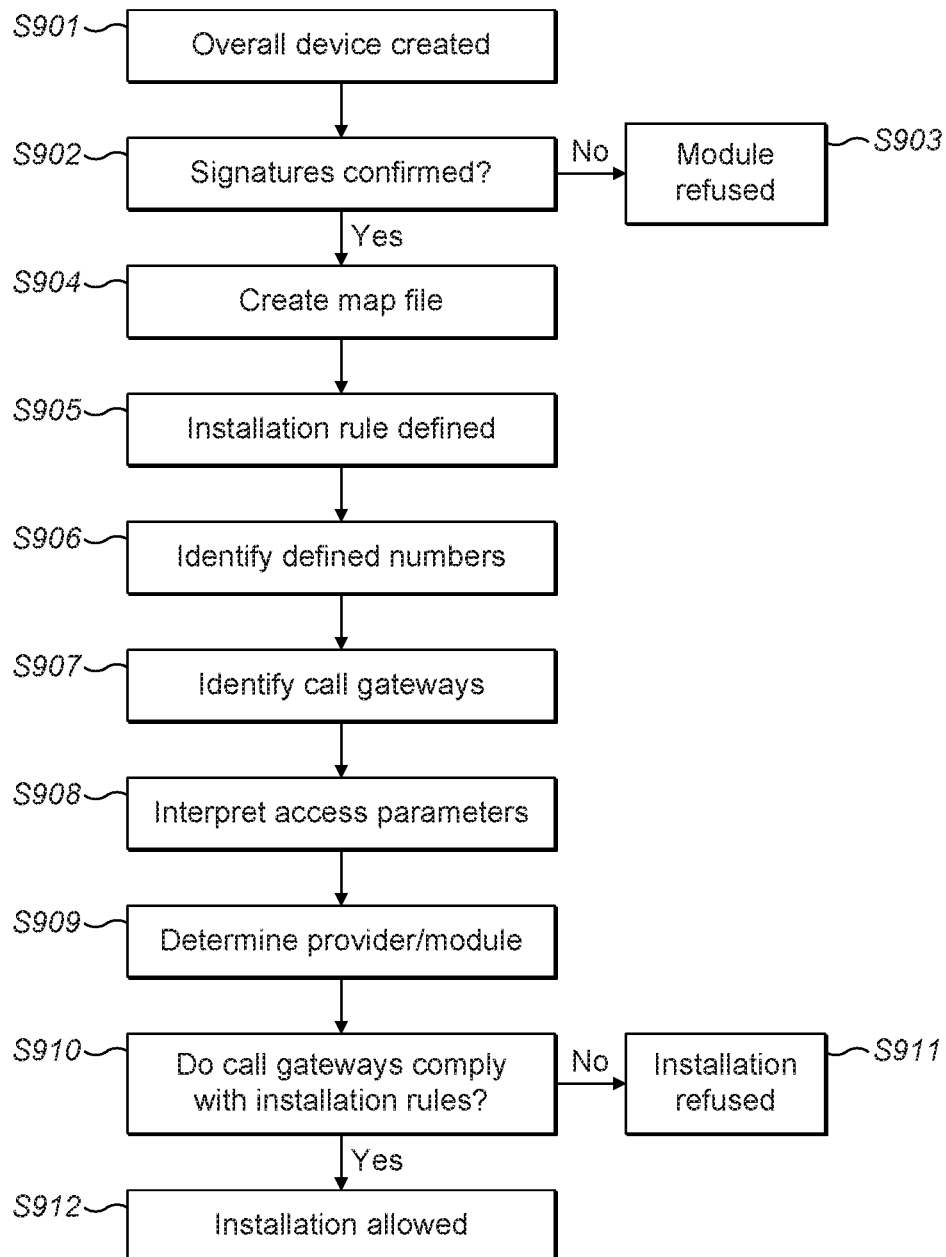 S901
Overall device created
S902
Signatures confirmed?
No
Module
refused
S903
Yes
S904
Create map file
S905
Installation rule defined
S906
Identify defined numbers
S907
Identify call gateways
S908
Interpret access parameters
S909
Determine provider/module
S910
Do call gateways comply
with installation rules?
No
Installation
refused
S911
Yes
S912
Installation allowed